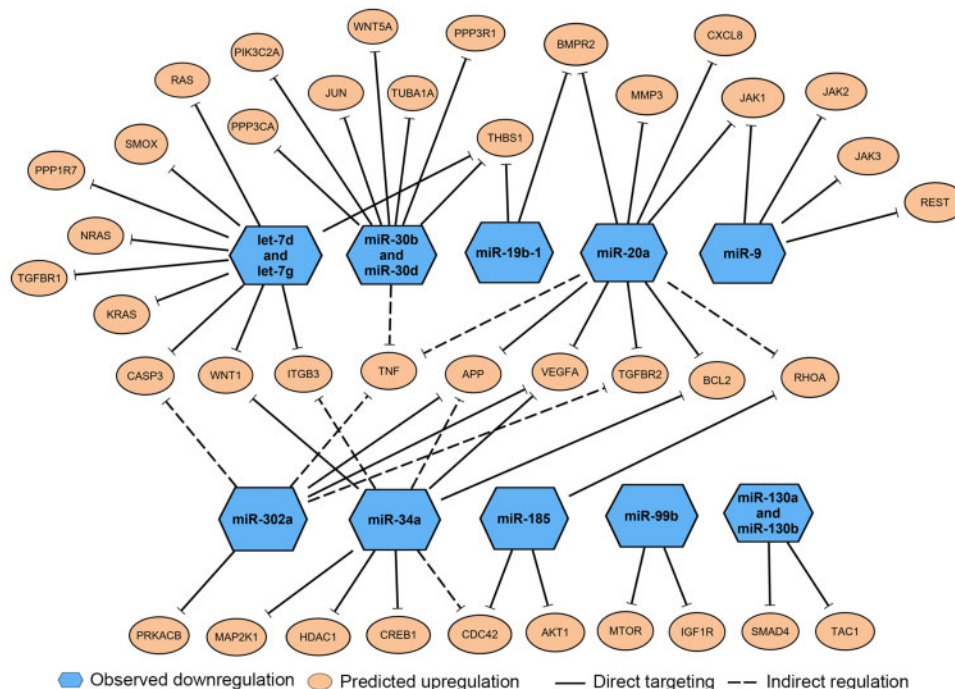 WNT5A
PPP3R1
CXCL8
PIK3C2A
BMPR2
RAS
JUN
TUBA1A
MMP3
JAK1
JAK2
PPP3CA
SMOX
THBS1
JAK3
PPP1R7
REST
NRAS
let-7d
and
let-7g
miR-30b
and
miR-30d
miR-19b-1
miR-20a
miR-9
TGFBR1
KRAS
CASP3
WNT1
ITGB3
TNF
APP
VEGFA
TGFBR2
BCL2
RHOA
miR-302a
miR-34a
miR-185
miR-99b
miR-130a
and
miR-130b
PRKACB
MAP2K1
HDAC1
CREB1
CDC42
AKT1
MTOR
IGF1R
SMAD4
TAC1
Observed downregulation
Predicted upregulation
Direct targeting
Indirect regulation